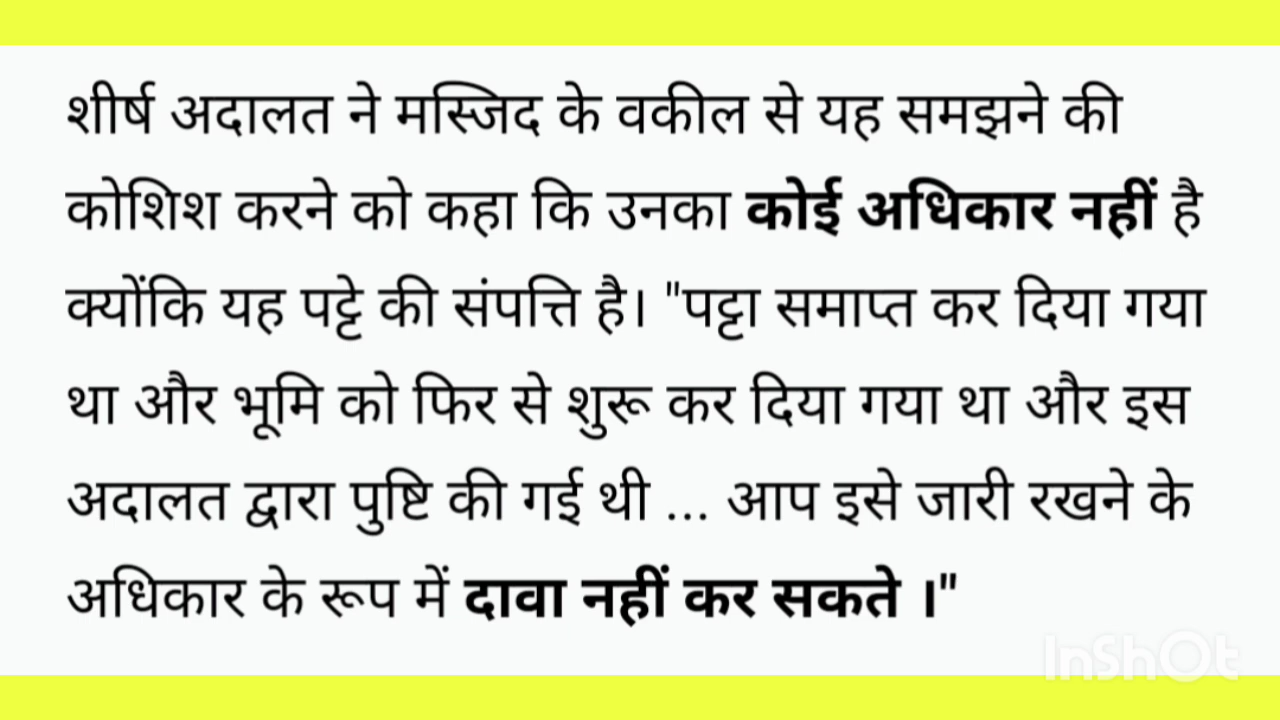 शीर्ष अदालत ने मस्जिद के वकील से यह समझने की
कोशिश करने को कहा कि उनका कोई अधिकार नहीं है
क्योंकि यह पट्टे की संपत्ति है। "पट्टा समाप्त कर दिया गया
था और भूमि को फिर से शुरू कर दिया गया था और इस
अदालत द्वारा पुष्टि की गई थी ... आप इसे जारी रखने के
अधिकार के रूप में दावा नहीं कर सकते ।"
InShOt